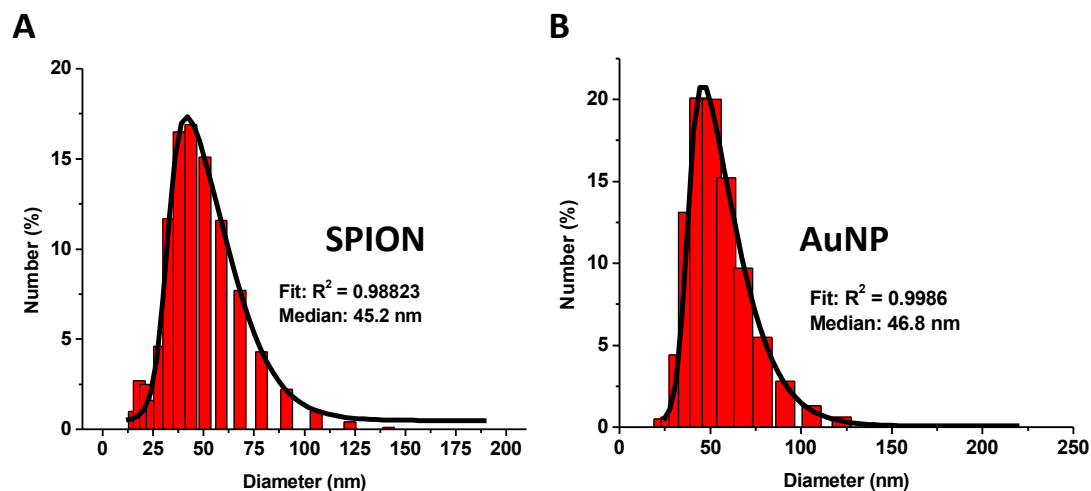 A
B
20
15
10
5
0
Number (%)
SPION
Fit: R² = 0.98823
Median: 45.2 nm
0 25 50 75 100 125 150 175 200
Diameter (nm)
20
15
10
5
0
Number (%)
AuNP
Fit: R² = 0.9986
Median: 46.8 nm
0 50 100 150 200 250
Diameter (nm)